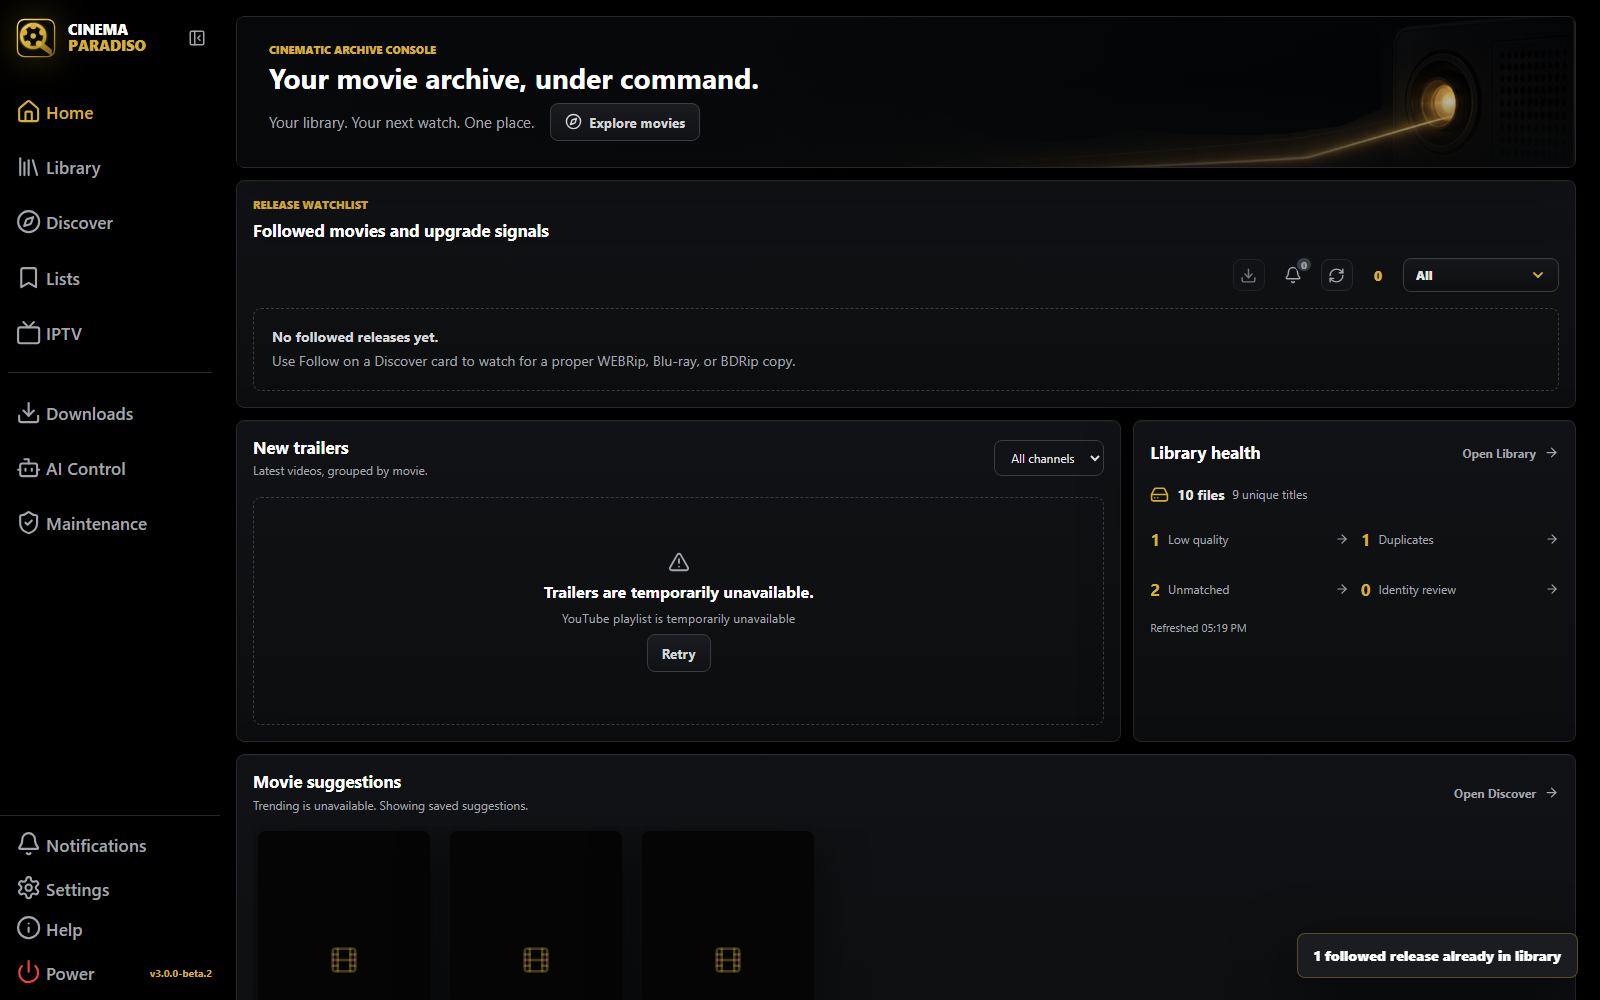 CINEMA
PARADISO
Home
Library
Discover
Lists
IPTV
Downloads
AI Control
Maintenance
Notifications
Settings
Help
Power
v3.0.0-beta.2
CINEMATIC ARCHIVE CONSOLE
Your movie archive, under command.
Your library. Your next watch. One place.
Explore movies
RELEASE WATCHLIST
Followed movies and upgrade signals
0
0
All
No followed releases yet.
Use Follow on a Discover card to watch for a proper WEBRip, Blu-ray, or BDRip copy.
New trailers
Latest videos, grouped by movie.
All channels
Trailers are temporarily unavailable.
YouTube playlist is temporarily unavailable
Retry
Library health
Open Library
10 files 9 unique titles
1 Low quality
1 Duplicates
2 Unmatched
0 Identity review
Refreshed 05:19 PM
Movie suggestions
Trending is unavailable. Showing saved suggestions.
Open Discover
1 followed release already in library